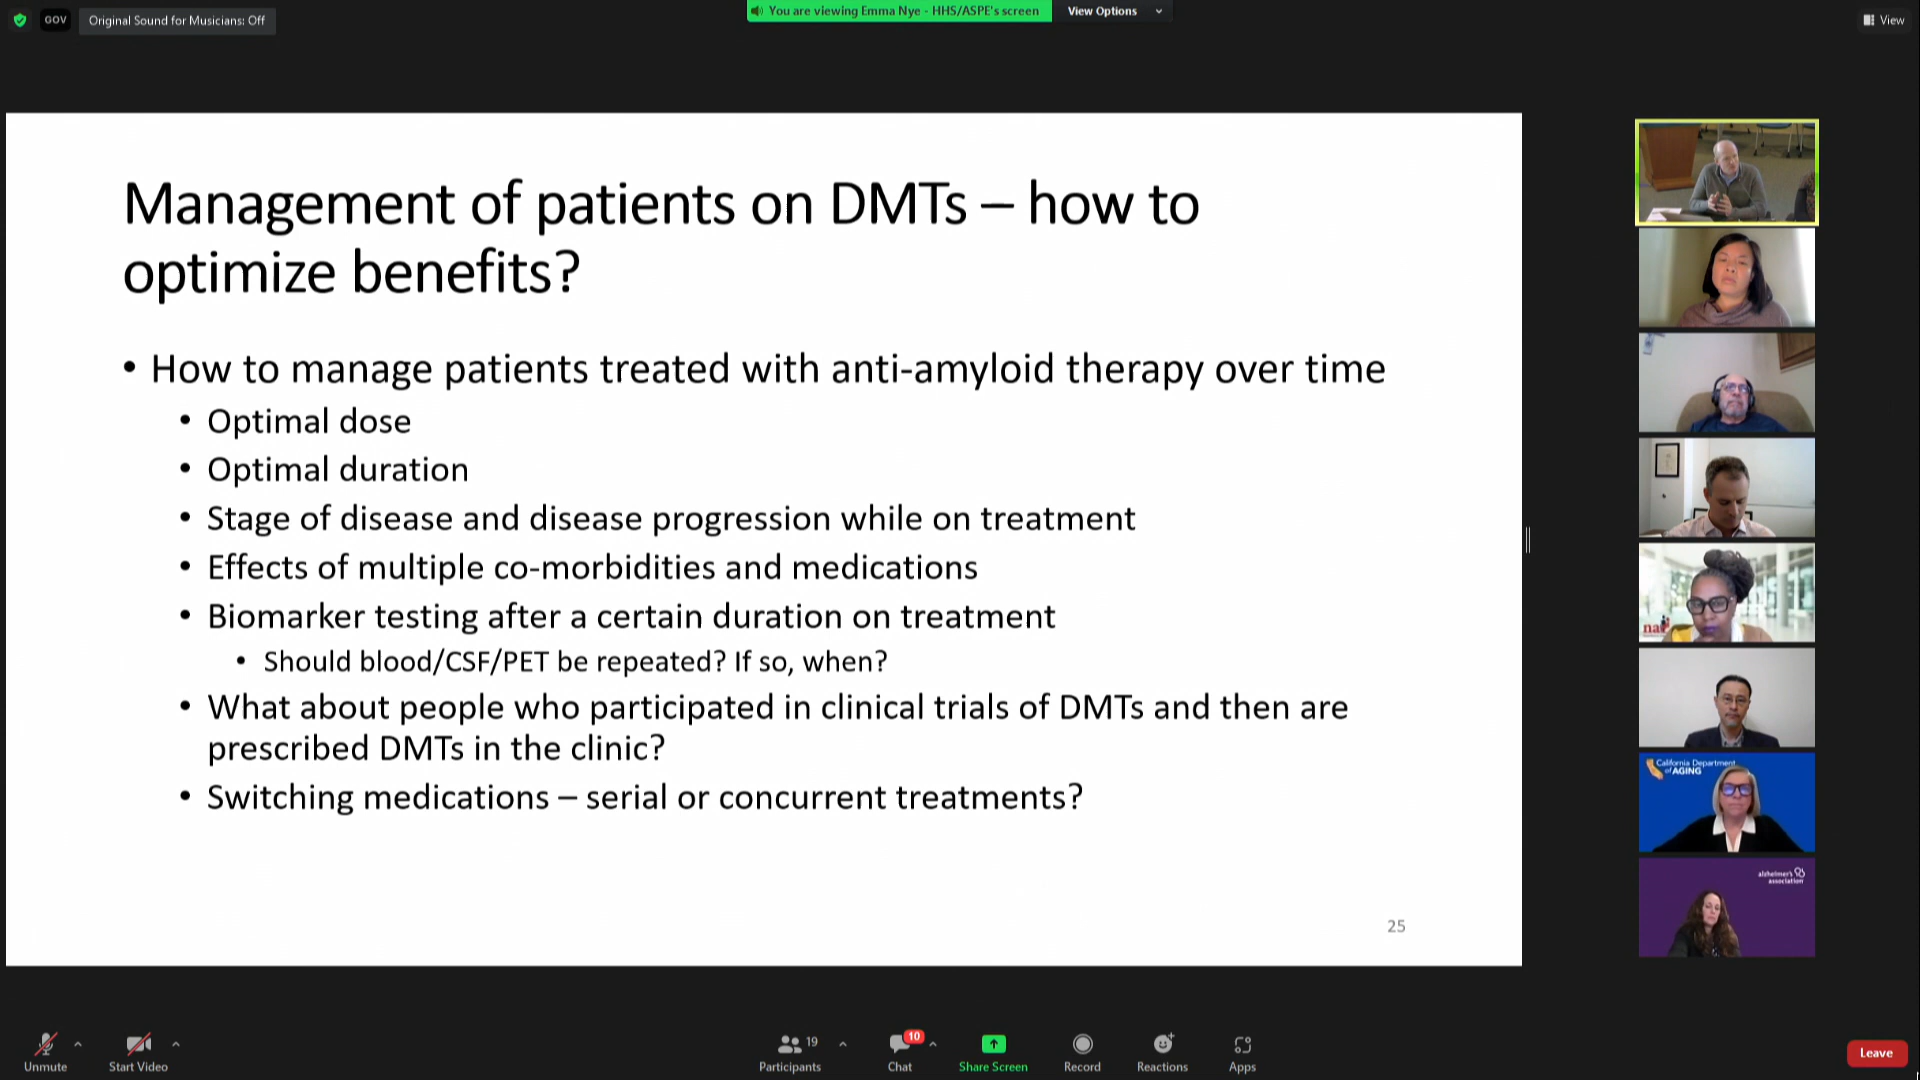 GOV
Original Sound for Musicians: Off
You are viewing Emma Nye - HHS/ASPE's screen
View Options
View
Management of patients on DMTs – how to
optimize benefits?
• How to manage patients treated with anti-amyloid therapy over time
• Optimal dose
• Optimal duration
• Stage of disease and disease progression while on treatment
• Effects of multiple co-morbidities and medications
• Biomarker testing after a certain duration on treatment
• Should blood/CSF/PET be repeated? If so, when?
• What about people who participated in clinical trials of DMTs and then are
prescribed DMTs in the clinic?
• Switching medications – serial or concurrent treatments?
25
California Department
of AGING
alzheimer's
association
Unmute
Start Video
19
Participants
10
Chat
Share Screen
Record
Reactions
Apps
Leave